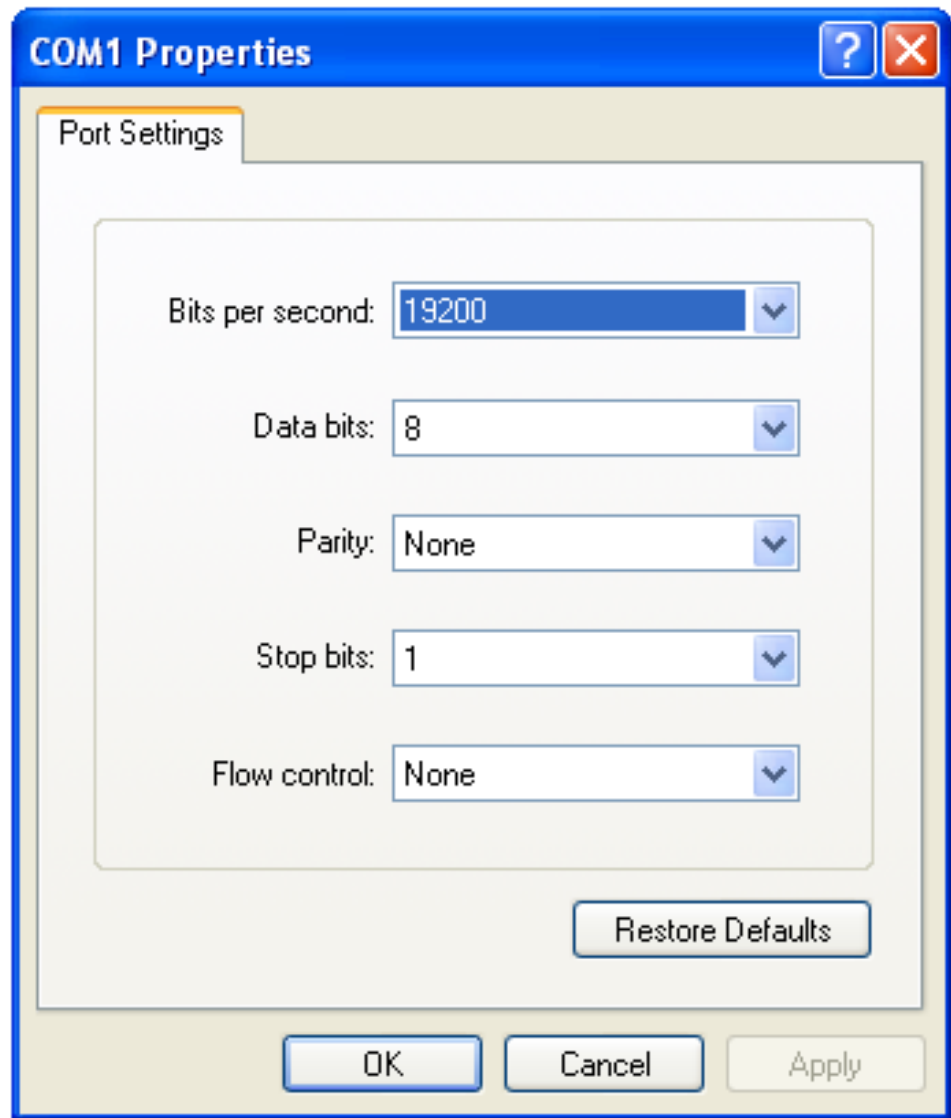 COM1 Properties
?
Port Settings
Bits per second: 19200
Data bits: 8
Parity: None
Stop bits: 1
Flow control: None
Restore Defaults
OK Cancel Apply